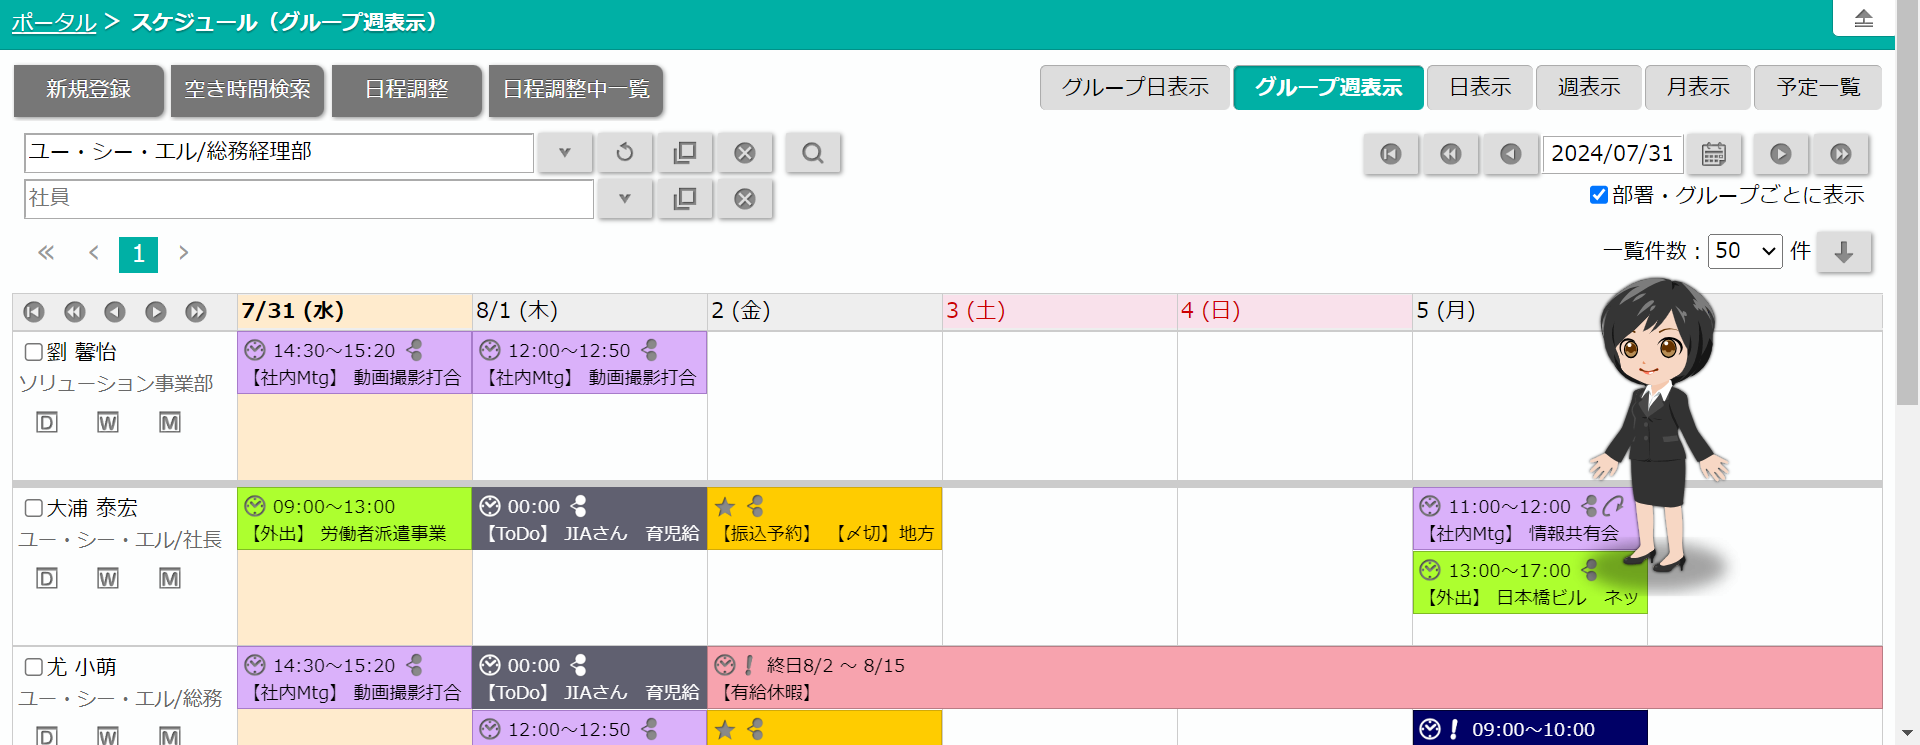 ポータル > スケジュール（グループ週表示）
新規登録 空き時間検索 日程調整 日程調整中一覧 グループ日表示 グループ週表示 日表示 週表示 月表示 予定一覧
ユー・シー・エル/総務経理部 2024/07/31
社員 部署・グループごとに表示
« < 1 > 一覧件数： 50 件
7/31 (水) 8/1 (木) 2 (金) 3 (土) 4 (日) 5 (月)
劉 馨怡
ソリューション事業部
D W M
14:30～15:20
【社内Mtg】 動画撮影打合
12:00～12:50
【社内Mtg】 動画撮影打合
大浦 泰宏
ユー・シー・エル/社長
D W M
09:00～13:00
【外出】 労働者派遣事業
00:00
【ToDo】 JIAさん　育児給
【振込予約】 【〆切】地方
11:00～12:00
【社内Mtg】 情報共有会
13:00～17:00
【外出】 日本橋ビル　ネッ
尤 小萌
ユー・シー・エル/総務
D W M
14:30～15:20
【社内Mtg】 動画撮影打合
00:00
【ToDo】 JIAさん　育児給
12:00～12:50
! 終日8/2 ～ 8/15
【有給休暇】
! 09:00～10:00